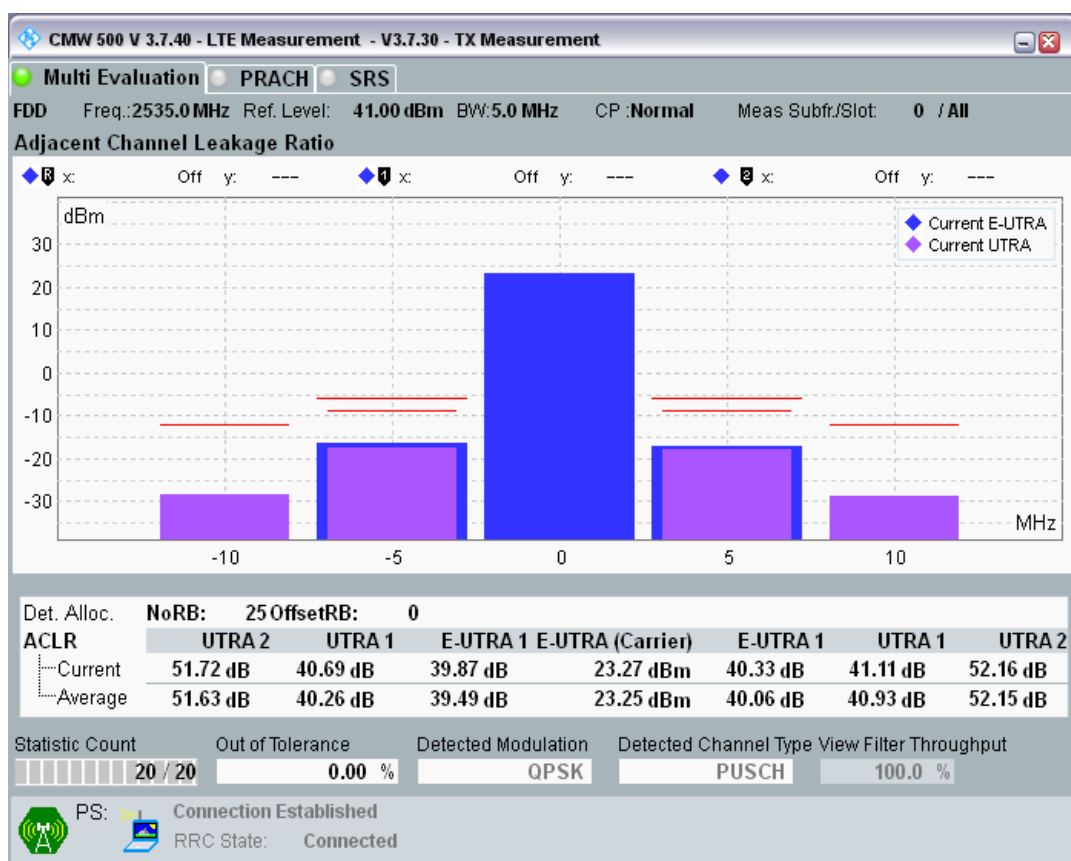 CMW 500 V 3.7.40 - LTE Measurement - V3.7.30 - TX Measurement
Multi Evaluation PRACH SRS
FDD Freq.:2535.0 MHz Ref. Level: 41.00 dBm BW:5.0 MHz CP :Normal Meas Subfr./Slot: 0 / All
Adjacent Channel Leakage Ratio
R x: Off y: --- 1 x: Off y: --- 2 x: Off y: ---
dBm
Current E-UTRA
Current UTRA
30
20
10
0
-10
-20
-30
MHz
-10 -5 0 5 10
Det. Alloc. NoRB: 25 OffsetRB: 0
ACLR UTRA 2 UTRA 1 E-UTRA 1 E-UTRA (Carrier) E-UTRA 1 UTRA 1 UTRA 2
Current 51.72 dB 40.69 dB 39.87 dB 23.27 dBm 40.33 dB 41.11 dB 52.16 dB
Average 51.63 dB 40.26 dB 39.49 dB 23.25 dBm 40.06 dB 40.93 dB 52.15 dB
Statistic Count Out of Tolerance Detected Modulation Detected Channel Type View Filter Throughput
20 / 20 0.00 % QPSK PUSCH 100.0 %
PS: Connection Established
RRC State: Connected